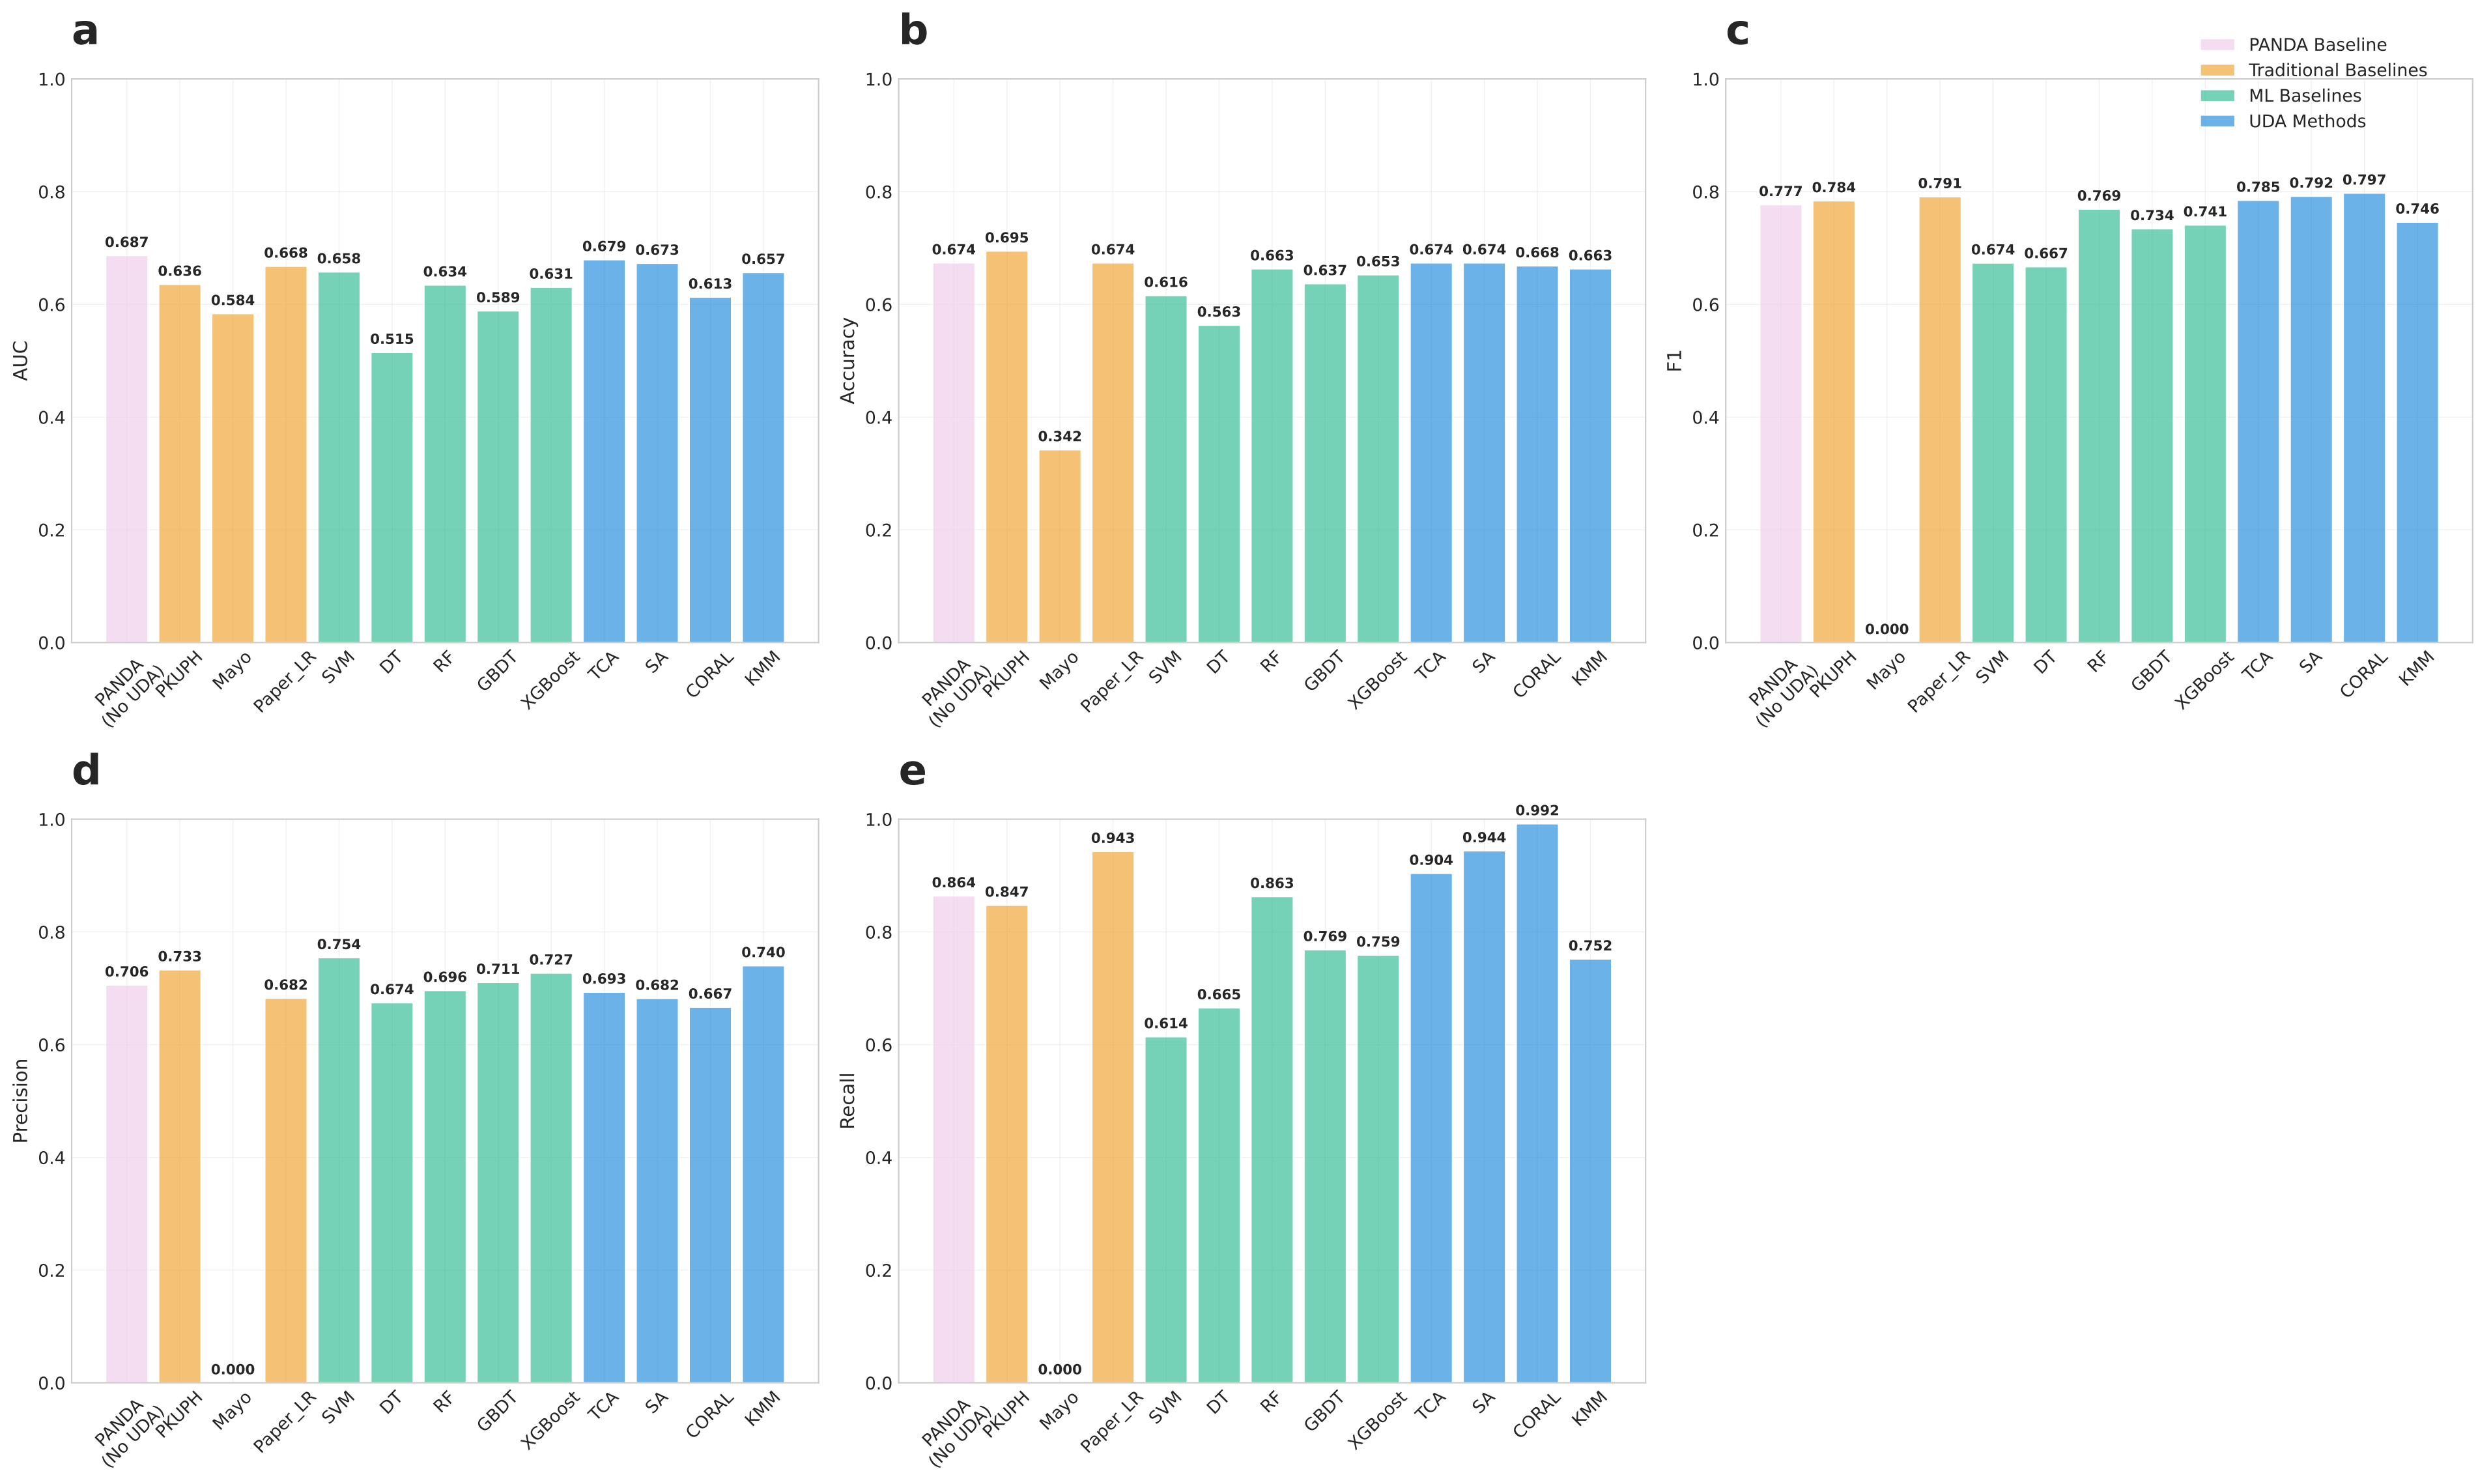 a
AUC
1.0
0.8
0.6
0.4
0.2
0.0
0.687
0.636
0.584
0.668
0.658
0.515
0.634
0.589
0.631
0.679
0.673
0.613
0.657
PANDA
(No UDA)
PKUPH
Mayo
Paper_LR
SVM
DT
RF
GBDT
XGBoost
TCA
SA
CORAL
KMM
b
Accuracy
1.0
0.8
0.6
0.4
0.2
0.0
0.674
0.695
0.342
0.674
0.616
0.563
0.663
0.637
0.653
0.674
0.674
0.668
0.663
PANDA
(No UDA)
PKUPH
Mayo
Paper_LR
SVM
DT
RF
GBDT
XGBoost
TCA
SA
CORAL
KMM
c
PANDA Baseline
Traditional Baselines
ML Baselines
UDA Methods
F1
1.0
0.8
0.6
0.4
0.2
0.0
0.777
0.784
0.000
0.791
0.674
0.667
0.769
0.734
0.741
0.785
0.792
0.797
0.746
PANDA
(No UDA)
PKUPH
Mayo
Paper_LR
SVM
DT
RF
GBDT
XGBoost
TCA
SA
CORAL
KMM
d
Precision
1.0
0.8
0.6
0.4
0.2
0.0
0.706
0.733
0.000
0.682
0.754
0.674
0.696
0.711
0.727
0.693
0.682
0.667
0.740
PANDA
(No UDA)
PKUPH
Mayo
Paper_LR
SVM
DT
RF
GBDT
XGBoost
TCA
SA
CORAL
KMM
e
Recall
1.0
0.8
0.6
0.4
0.2
0.0
0.864
0.847
0.000
0.943
0.614
0.665
0.863
0.769
0.759
0.904
0.944
0.992
0.752
PANDA
(No UDA)
PKUPH
Mayo
Paper_LR
SVM
DT
RF
GBDT
XGBoost
TCA
SA
CORAL
KMM